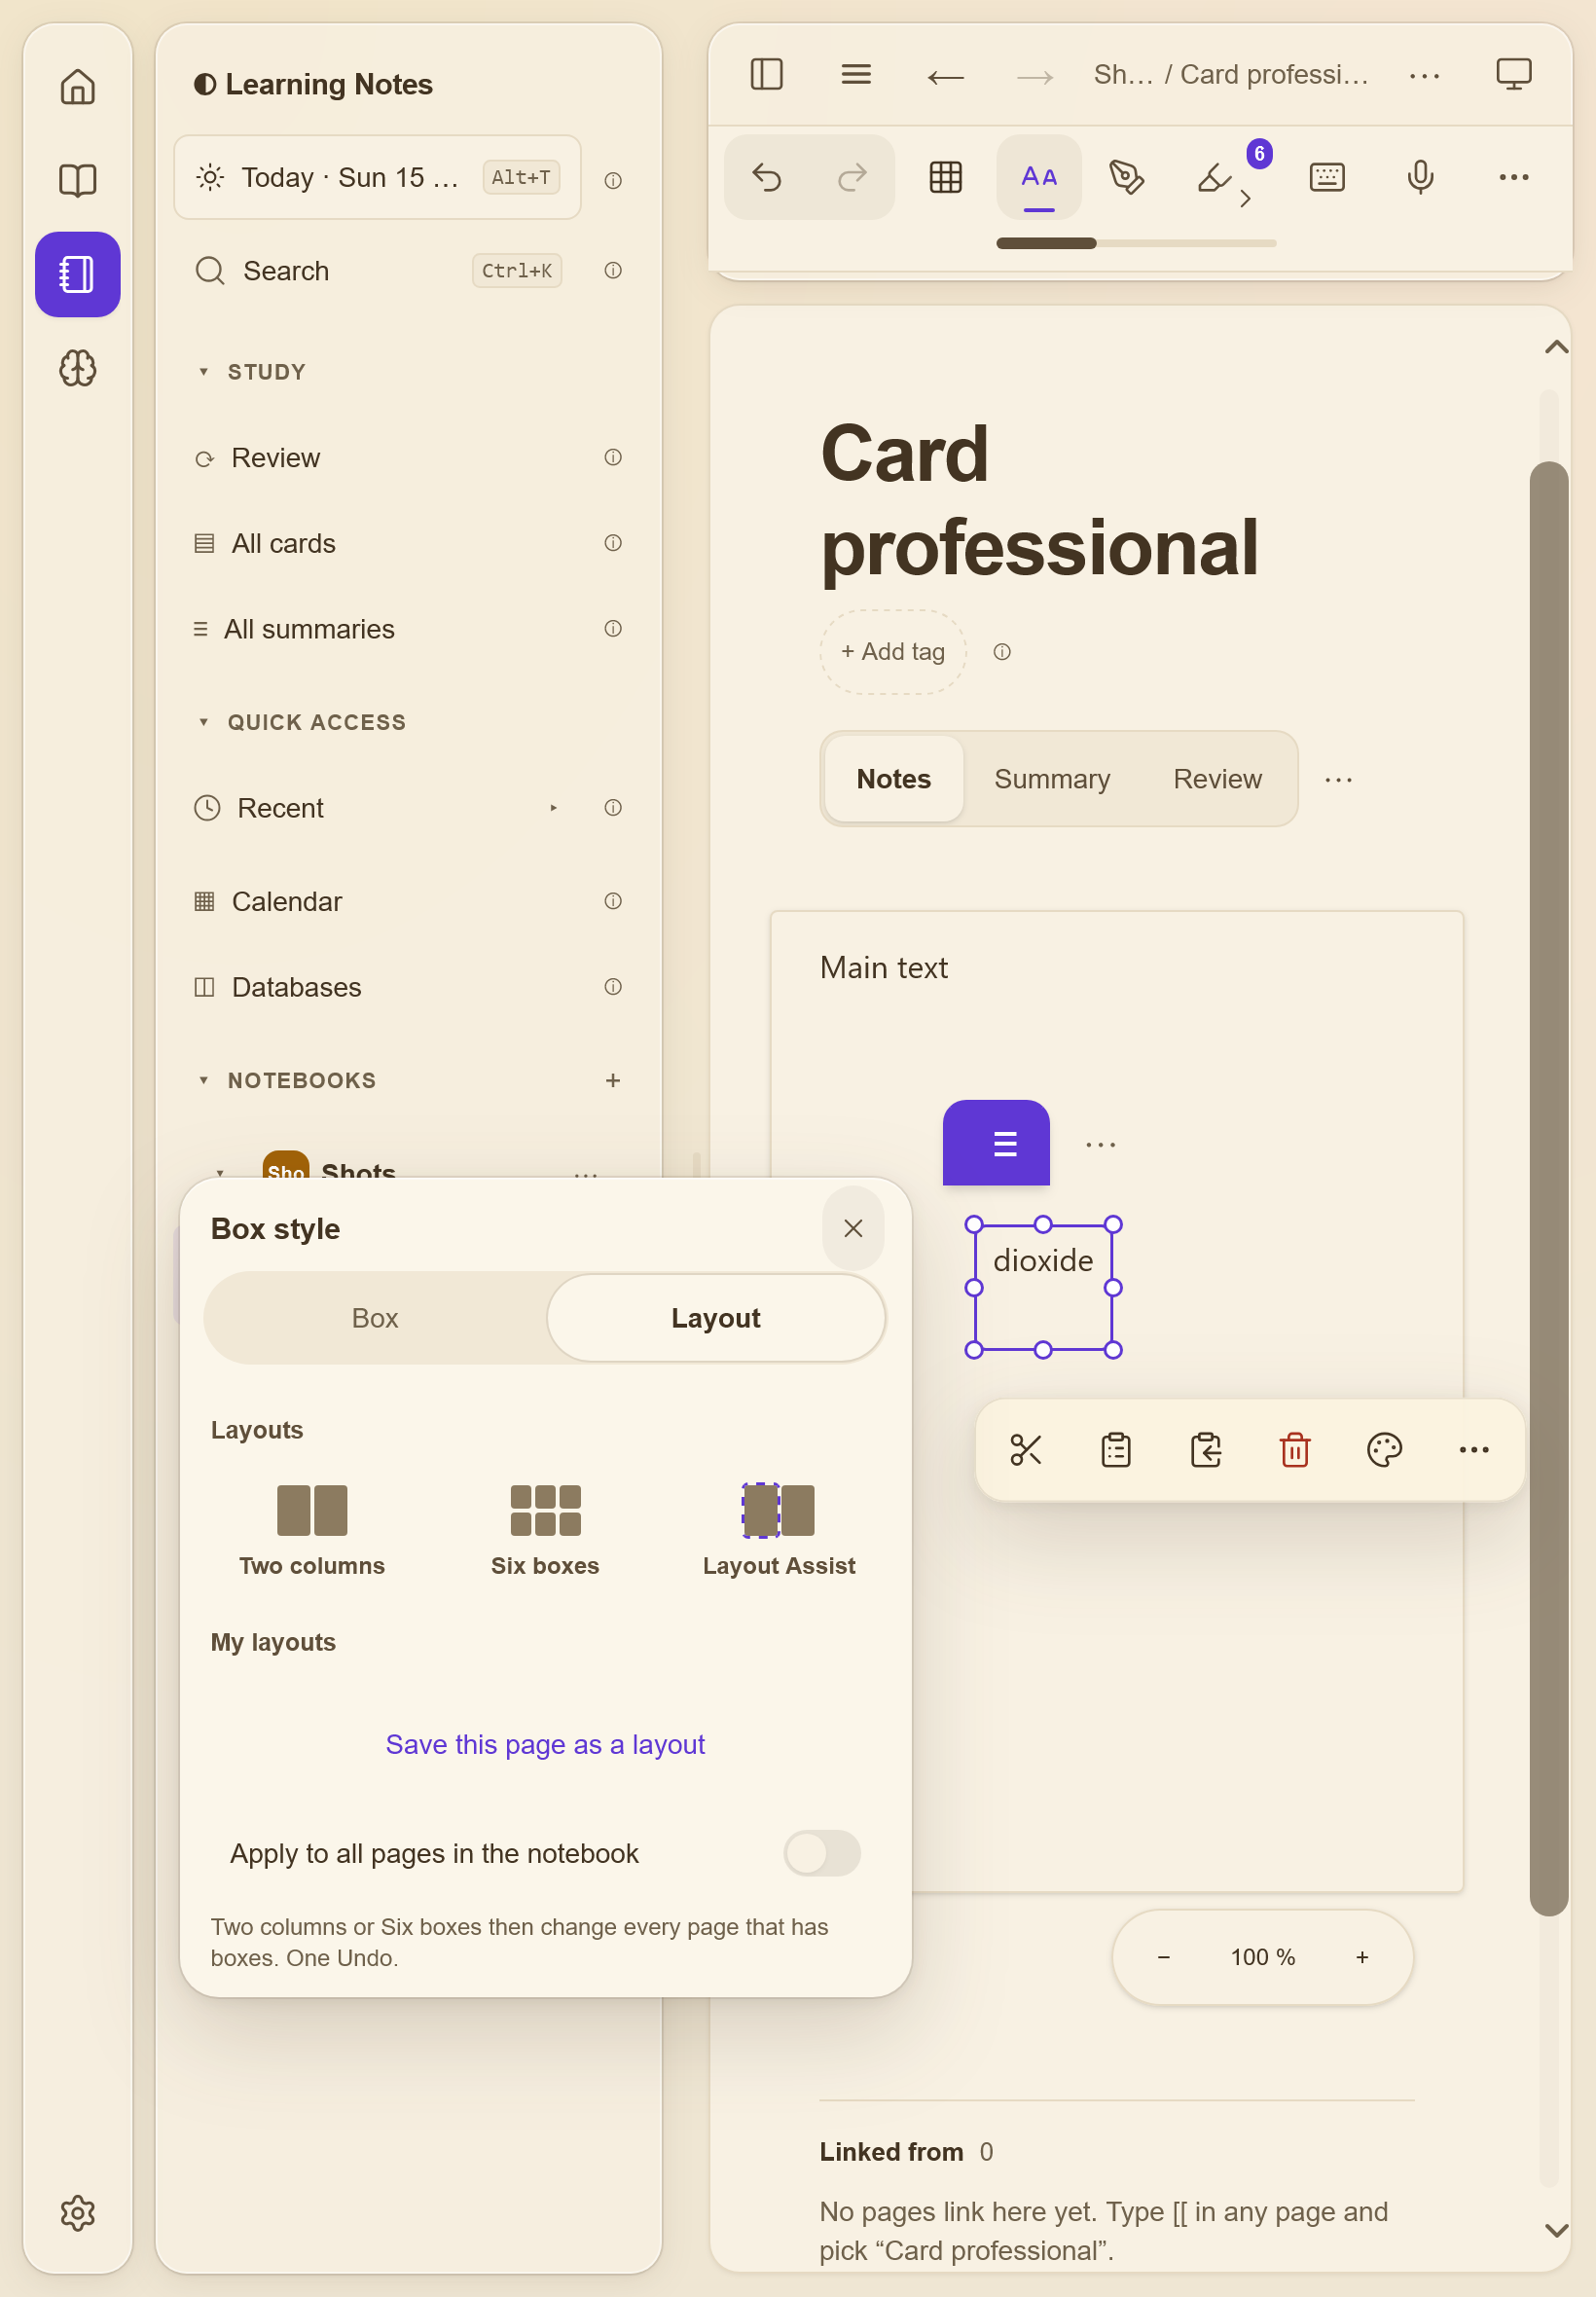 Learning Notes
Today · Sun 15 … Alt+T
Search Ctrl+K
STUDY
Review
All cards
All summaries
QUICK ACCESS
Recent
Calendar
Databases
NOTEBOOKS
Sho Shots
Sh… / Card professi…
6
Card
professional
+ Add tag
Notes Summary Review
Main text
dioxide
Box style
Box Layout
Layouts
Two columns Six boxes Layout Assist
My layouts
Save this page as a layout
Apply to all pages in the notebook
Two columns or Six boxes then change every page that has
boxes. One Undo.
− 100 % +
Linked from 0
No pages link here yet. Type [[ in any page and
pick “Card professional”.